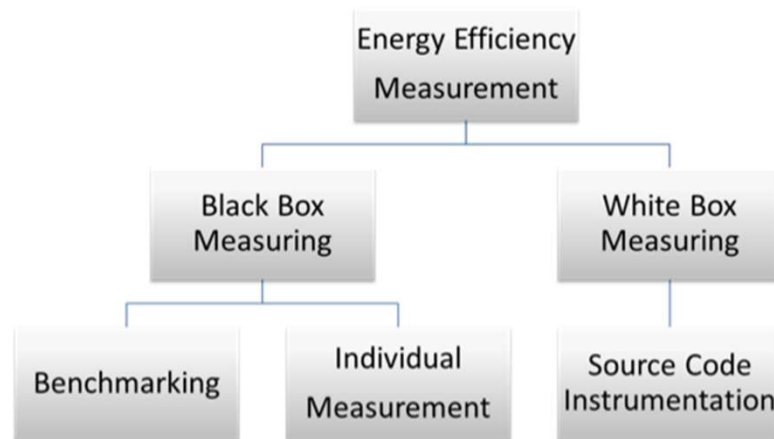 Energy Efficiency
Measurement
Black Box
Measuring
White Box
Measuring
Benchmarking
Individual
Measurement
Source Code
Instrumentation